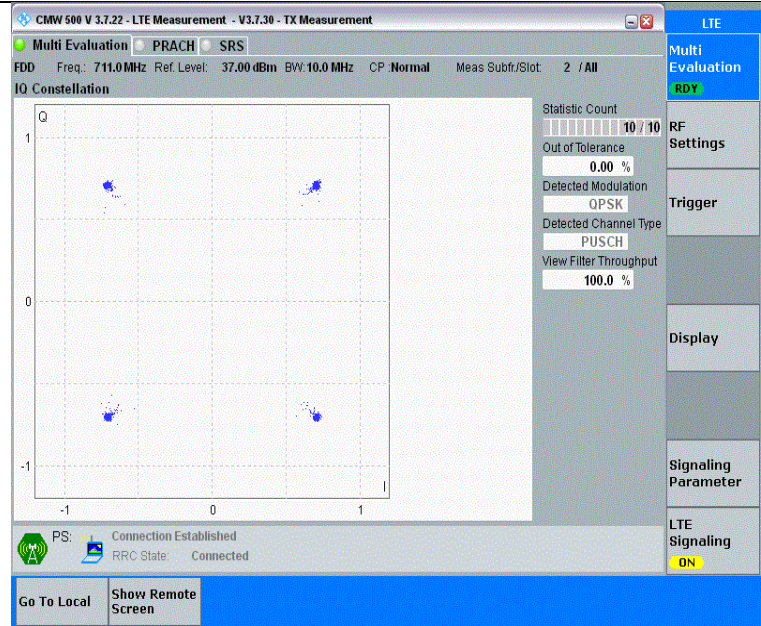 CMW 500 V 3.7.22 - LTE Measurement - V3.7.30 - TX Measurement
LTE
Multi Evaluation PRACH SRS
Multi
Evaluation
RDY
FDD Freq.: 711.0 MHz Ref. Level: 37.00 dBm BW: 10.0 MHz CP : Normal Meas Subfr./Slot: 2 / All
IQ Constellation
Q
1
0
-1
-1
0
1
I
Statistic Count
10 / 10
Out of Tolerance
0.00 %
Detected Modulation
QPSK
Detected Channel Type
PUSCH
View Filter Throughput
100.0 %
RF
Settings
Trigger
Display
Signaling
Parameter
LTE
Signaling
ON
PS: Connection Established
RRC State: Connected
Go To Local
Show Remote
Screen